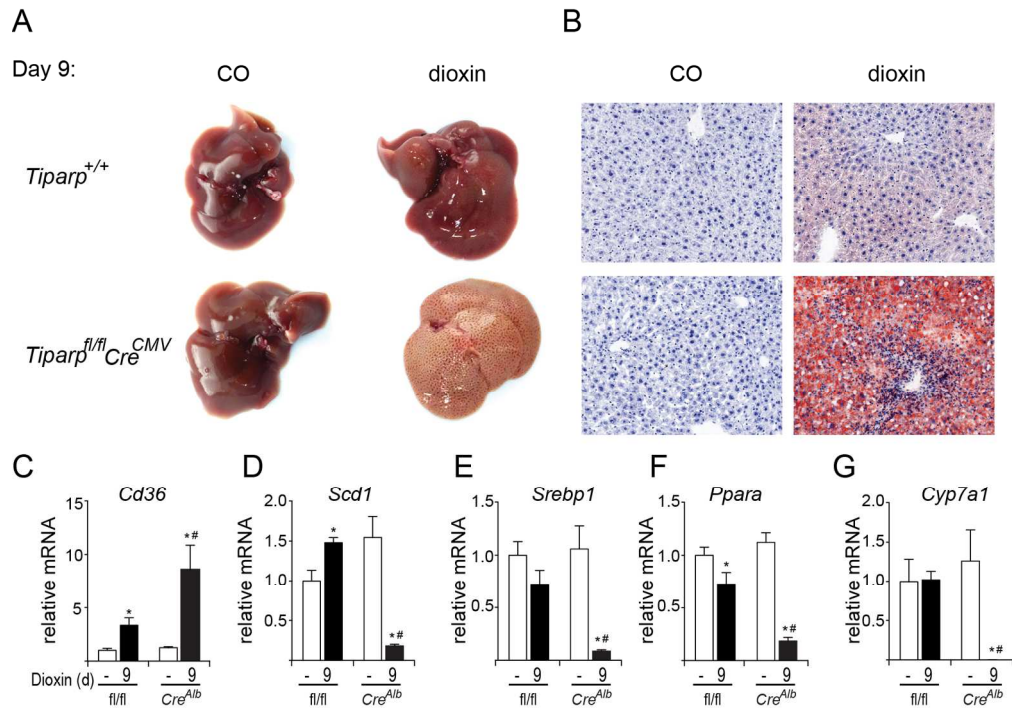 A
B
Day 9:
CO
dioxin
CO
dioxin
Tiparp+/+
Tiparpfl/flCreCMV
C
D
E
F
G
Cd36
Scd1
Srebp1
Ppara
Cyp7a1
relative mRNA
15
10
5
*
*#
relative mRNA
2.0
1.5
1.0
0.5
*
*#
relative mRNA
1.5
1.0
0.5
*#
relative mRNA
1.5
1.0
0.5
*
*#
relative mRNA
2.0
1.5
1.0
0.5
*#
Dioxin (d) - 9 - 9 - 9 - 9 - 9 - 9 - 9 - 9 - 9 - 9
fl/fl CreAlb fl/fl CreAlb fl/fl CreAlb fl/fl CreAlb fl/fl CreAlb